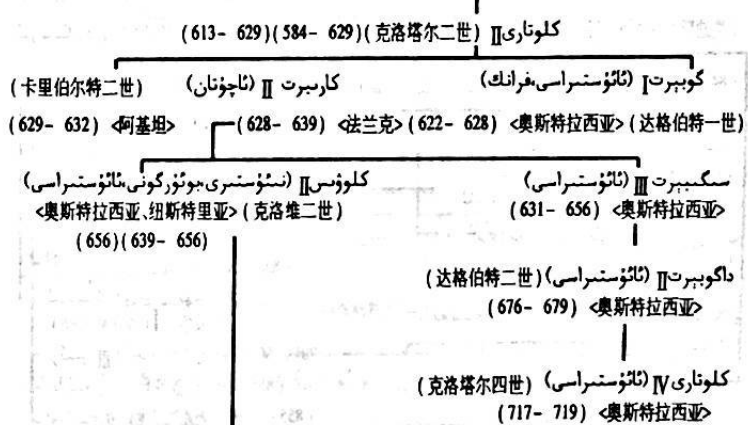 كلوتارى II (克洛塔尔二世) (584- 629) (613- 629)
گوبېرت I (ئائۇستىراسى،فرانك) كارىبرت II (ئاچۇتان) (卡里伯尔特二世)
(达格伯特一世) <奥斯特拉西亚> (622- 628) <法兰克> (628- 639) <阿基坦> (629- 632)
سىگىبېرت III (ئائۇستىراسى) كلوۋىس II (نىئۇستىرى،بوئۇرگونى،ئائۇستىراسى)
<奥斯特拉西亚> (631- 656) <奥斯特拉西亚、纽斯特里亚> (克洛维二世)
(639- 656) (656)
داگوبېرت II (ئائۇستىراسى) (达格伯特二世)
<奥斯特拉西亚> (676- 679)
كلوتارى IV (ئائۇستىراسى) (克洛塔尔四世)
<奥斯特拉西亚> (717- 719)